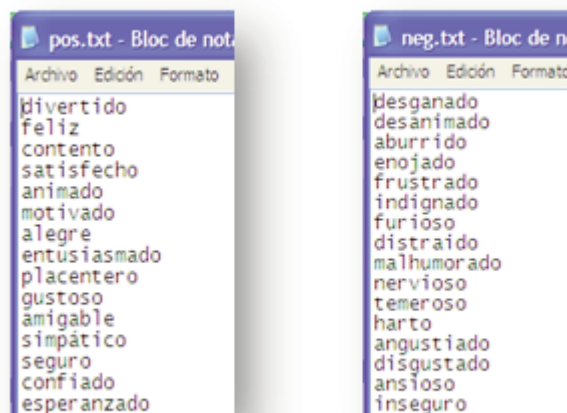 pos.txt - Bloc de not
Archivo Edición Formato
divertido
feliz
contento
satisfecho
animado
motivado
alegre
entusiasmado
placentero
gustoso
amigable
simpático
seguro
confiado
esperanzado
neg.txt - Bloc de n
Archivo Edición Formato
desganado
desanimado
aburrido
enojado
frustrado
indignado
furioso
distraido
malhumorado
nervioso
temeroso
harto
angustiado
disgustado
ansioso
inseguro